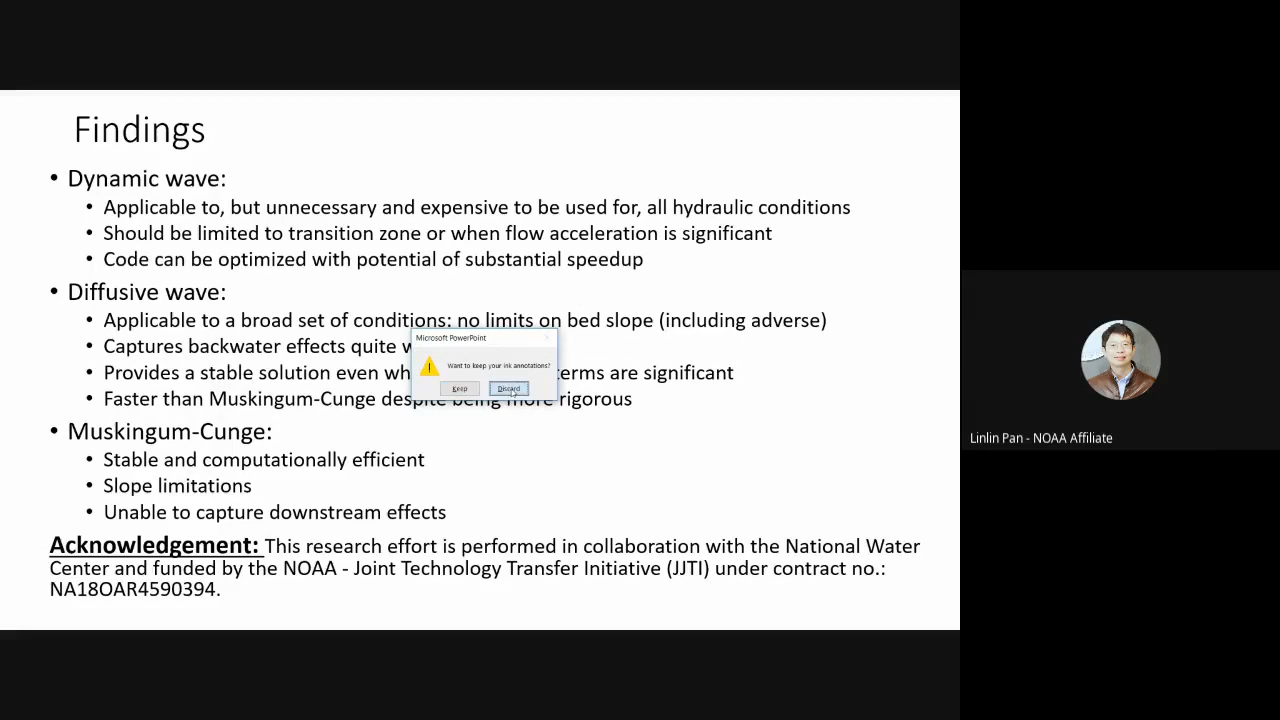 Findings
• Dynamic wave:
• Applicable to, but unnecessary and expensive to be used for, all hydraulic conditions
• Should be limited to transition zone or when flow acceleration is significant
• Code can be optimized with potential of substantial speedup
• Diffusive wave:
• Applicable to a broad set of conditions: no limits on bed slope (including adverse)
• Captures backwater effects quite
• Provides a stable solution even terms are significant
• Faster than Muskingum-Cunge despite being more rigorous
Microsoft PowerPoint
Want to keep your ink annotations?
Keep Discard
• Muskingum-Cunge:
• Stable and computationally efficient
• Slope limitations
• Unable to capture downstream effects
Acknowledgement: This research effort is performed in collaboration with the National Water
Center and funded by the NOAA - Joint Technology Transfer Initiative (JJTI) under contract no.:
NA18OAR4590394.
Linlin Pan - NOAA Affiliate